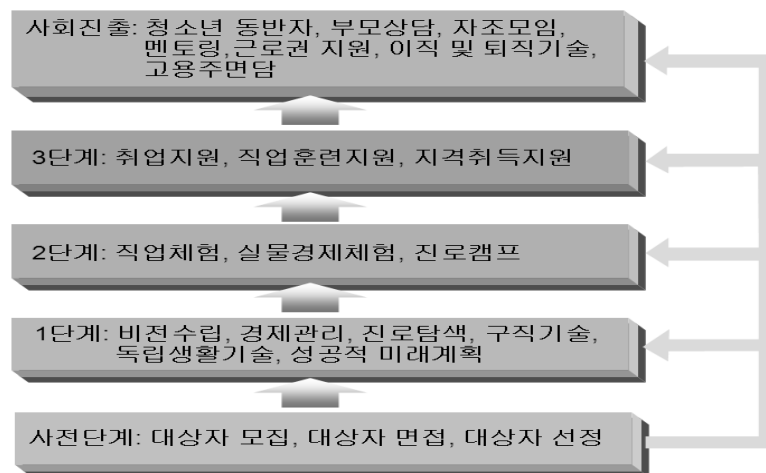 사회진출: 청소년 동반자, 부모상담, 자조모임,
멘토링,근로권 지원, 이직 및 퇴직기술,
고용주면담
3단계: 취업지원, 직업훈련지원, 지격취득지원
2단계: 직업체험, 실물경제체험, 진로캠프
1단계: 비전수립, 경제관리, 진로탐색, 구직기술,
독립생활기술, 성공적 미래계획
사전단계: 대상자 모집, 대상자 면접, 대상자 선정